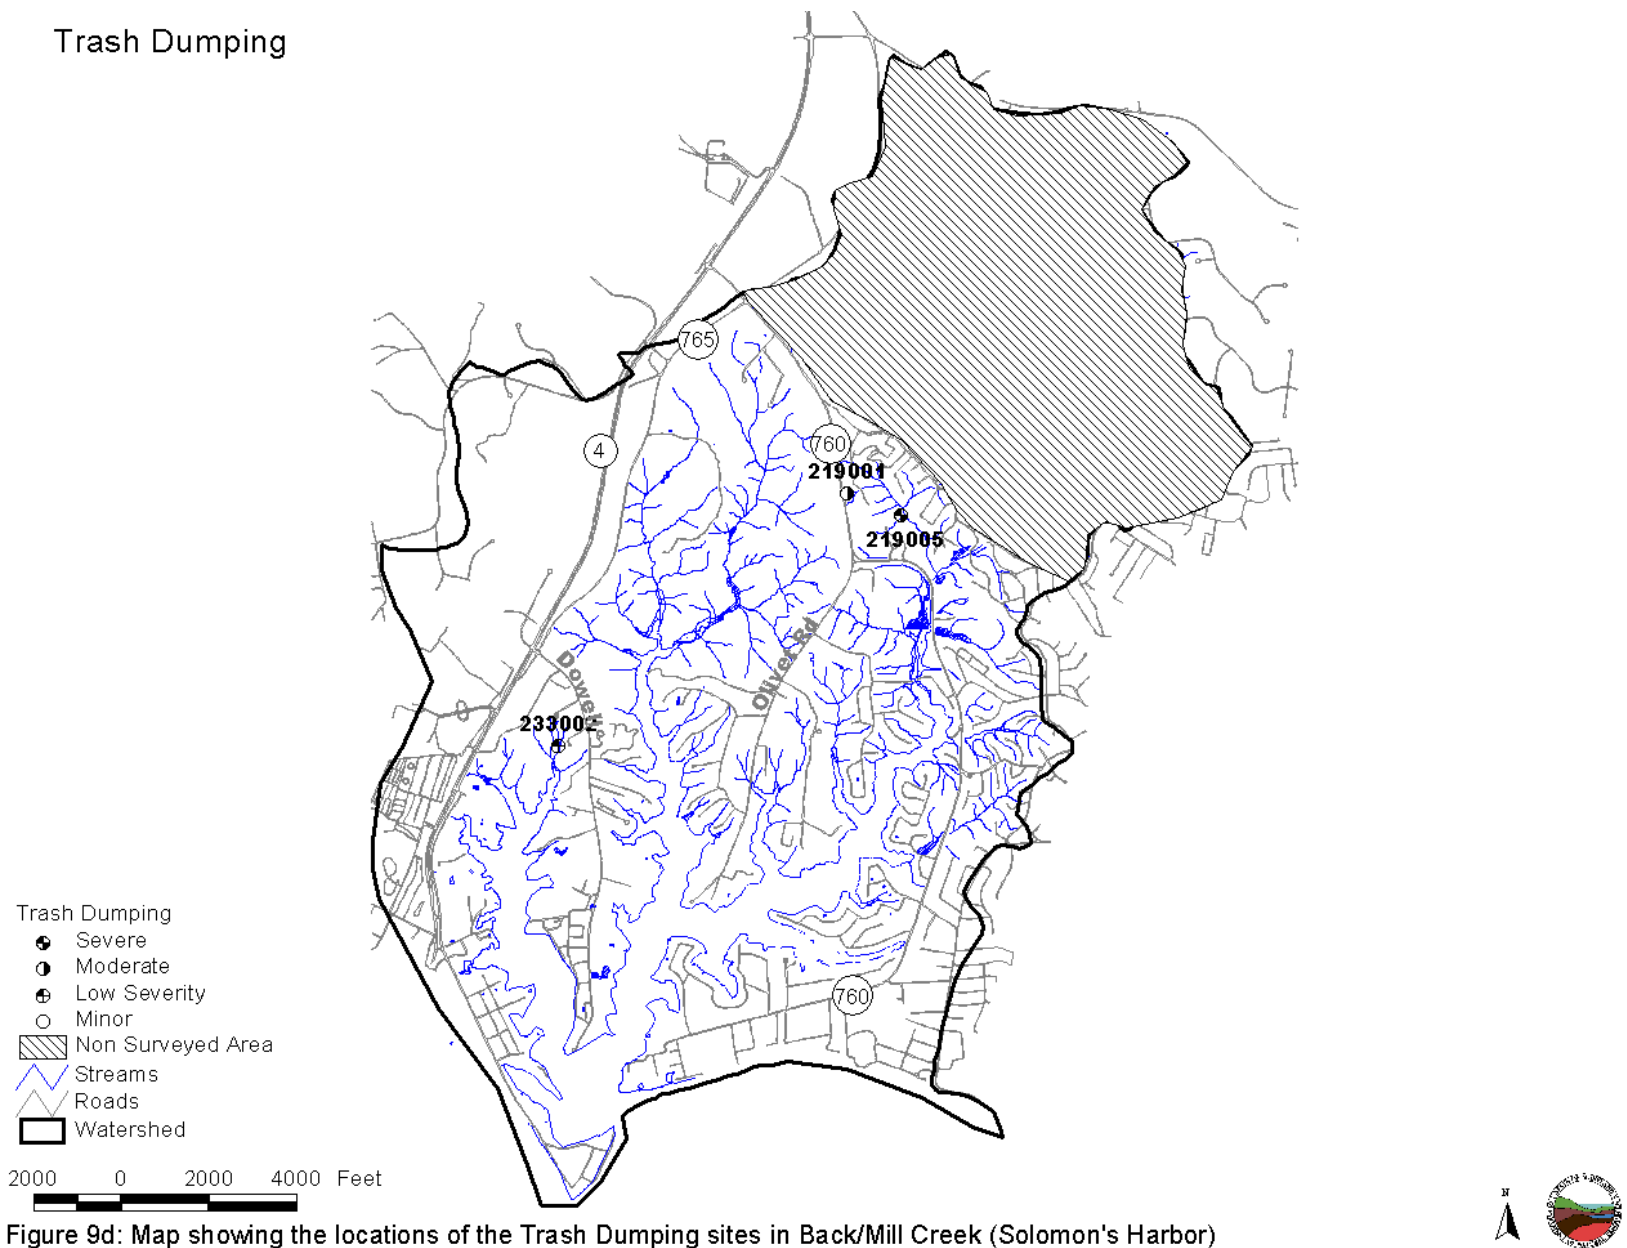 Trash Dumping
765
4
760
219001
219005
Oliver Rd
Dowell
233002
760
Trash Dumping
Severe
Moderate
Low Severity
Minor
Non Surveyed Area
Streams
Roads
Watershed
2000 0 2000 4000 Feet
N
Figure 9d: Map showing the locations of the Trash Dumping sites in Back/Mill Creek (Solomon's Harbor)